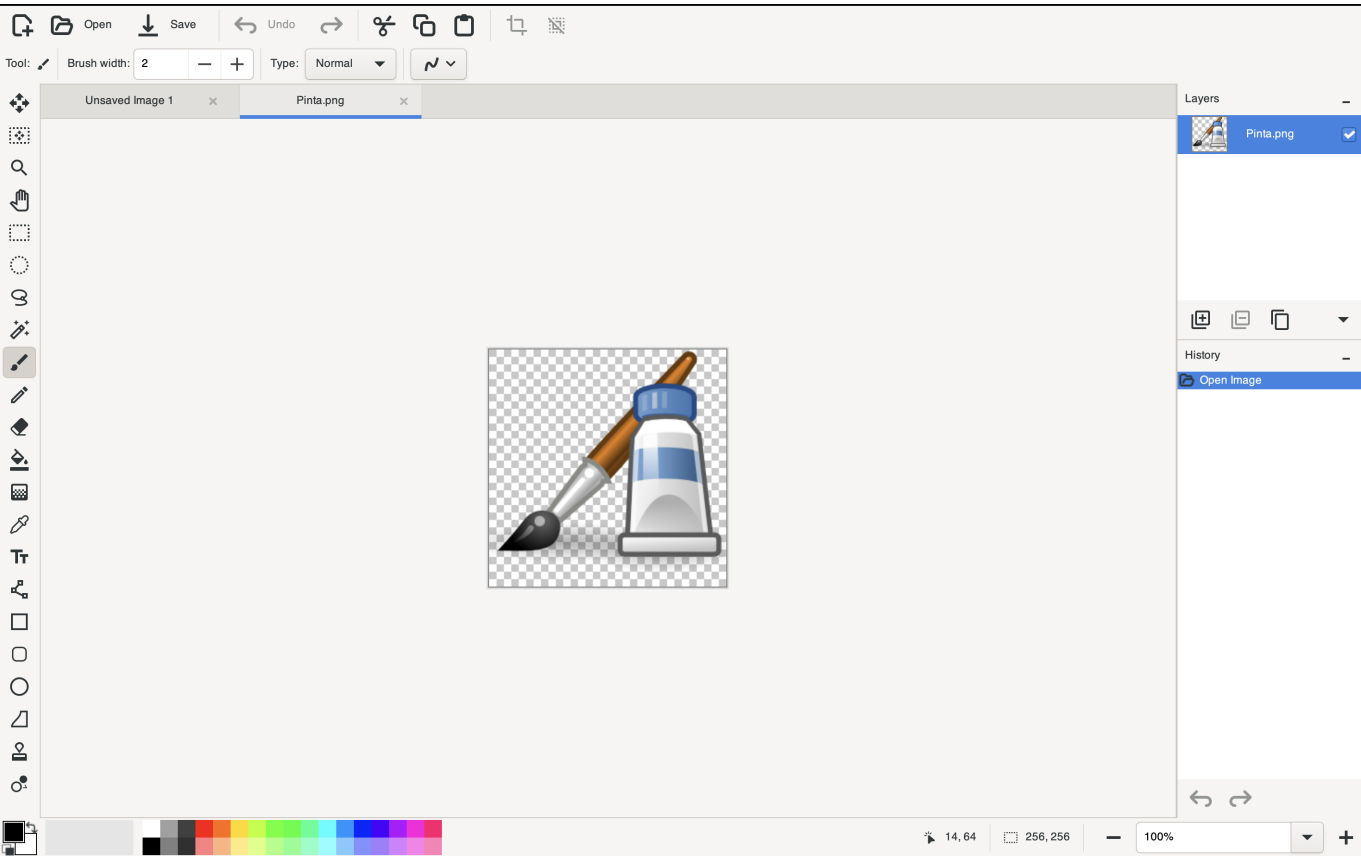 Open Save Undo
Tool: Brush width: 2 Type: Normal
Unsaved Image 1 Pinta.png
Layers
Pinta.png
History
Open Image
14, 64 256, 256 100%